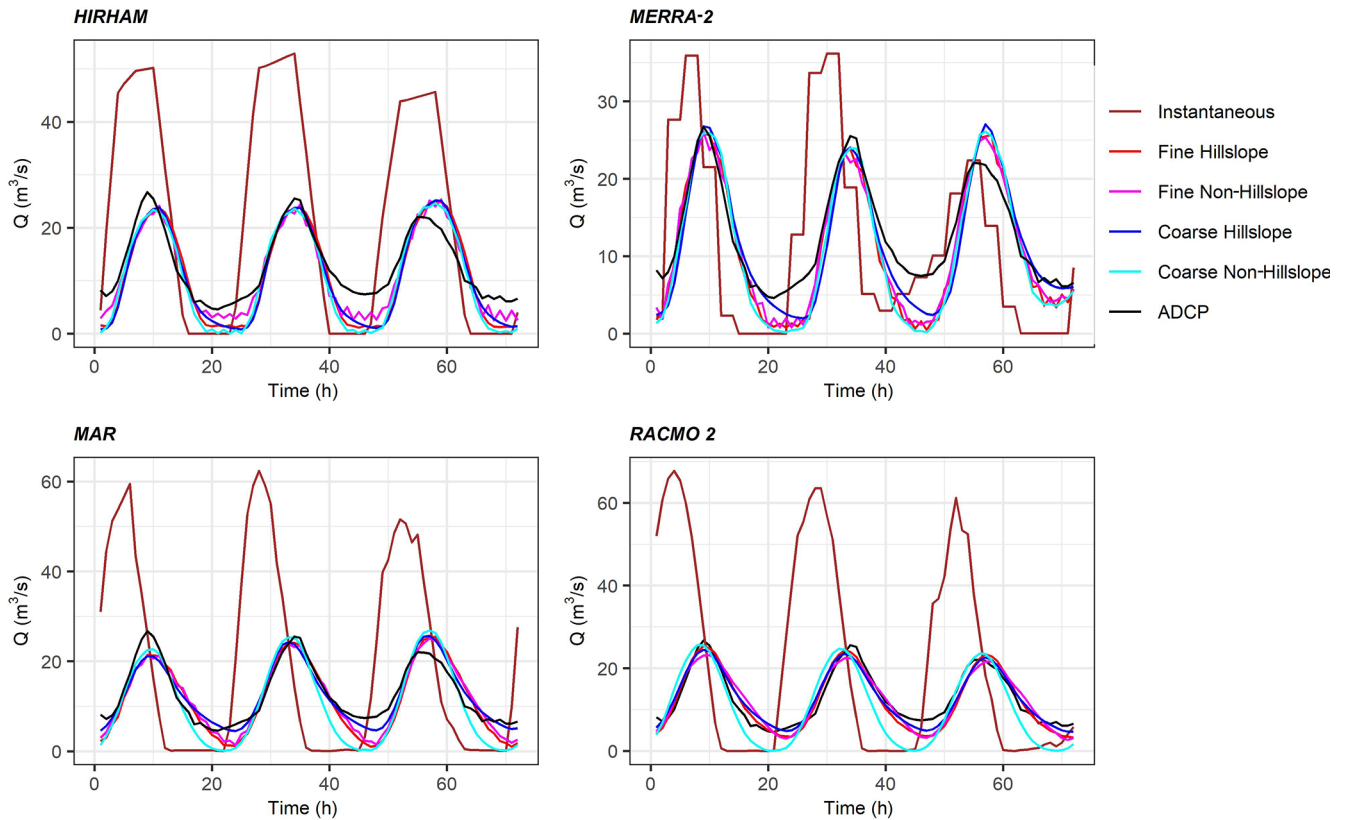 HIRHAM
MERRA-2
Q (m³/s)
40
20
0
0
20
40
60
Time (h)
Q (m³/s)
30
20
10
0
0
20
40
60
Time (h)
Instantaneous
Fine Hillslope
Fine Non-Hillslope
Coarse Hillslope
Coarse Non-Hillslope
ADCP
MAR
RACMO 2
Q (m³/s)
60
40
20
0
0
20
40
60
Time (h)
Q (m³/s)
60
40
20
0
0
20
40
60
Time (h)